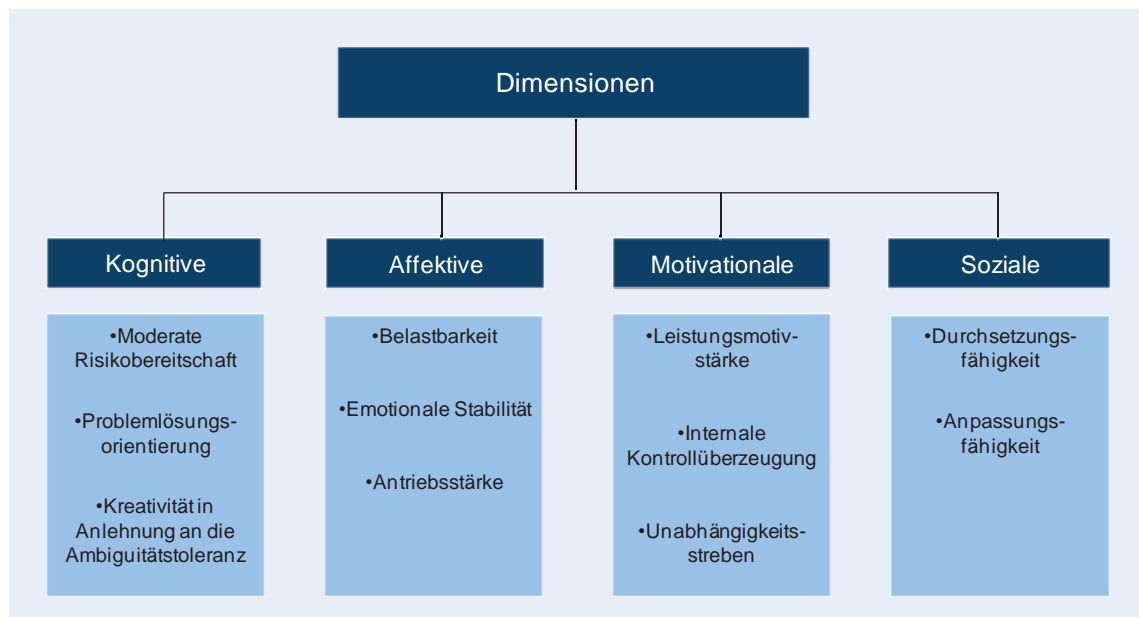 Dimensionen
Kognitive
Affektive
Motivationale
Soziale
•Moderate
Risikobereitschaft
•Problemlösungs-
orientierung
•Kreativität in
Anlehnung an die
Ambiguitätstoleranz
•Belastbarkeit
•Emotionale Stabilität
•Antriebsstärke
•Leistungsmotiv-
stärke
•Internale
Kontrollüberzeugung
•Unabhängigkeits-
streben
•Durchsetzungs-
fähigkeit
•Anpassungs-
fähigkeit